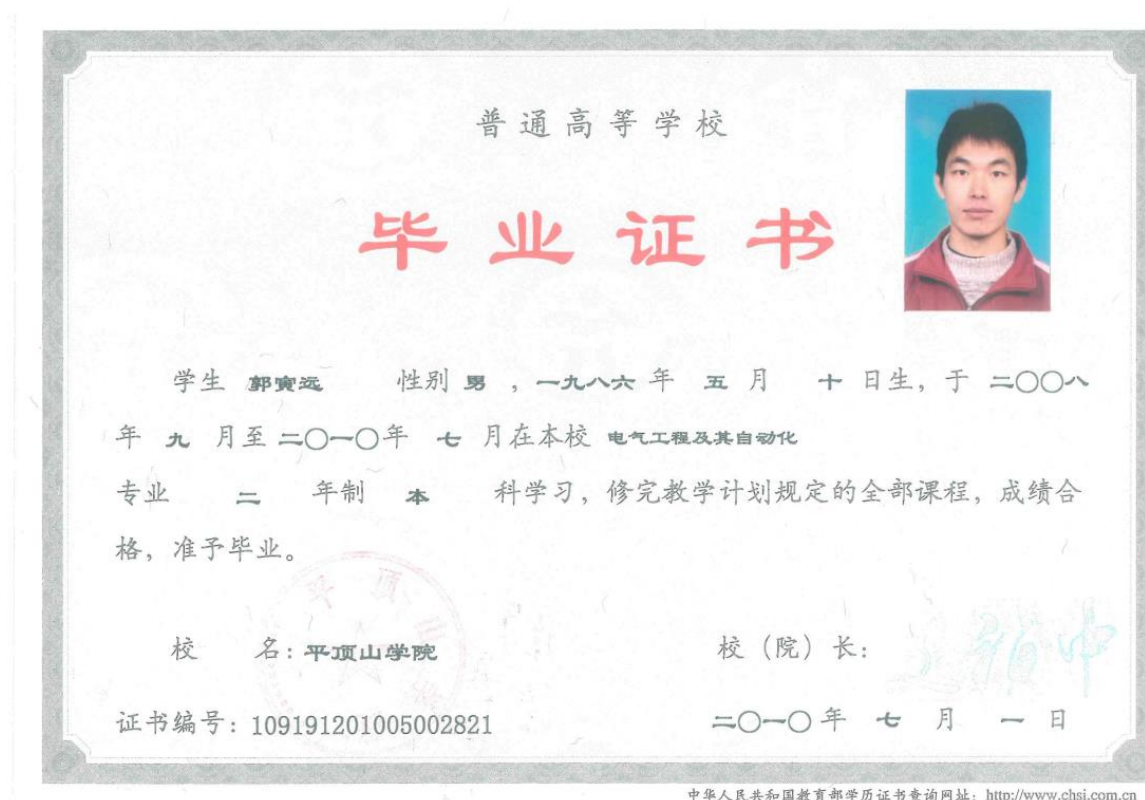 普通高等学校
毕业证书
学生 郭寅远 性别 男 ，一九八六 年 五 月 十 日生，于 二〇〇八
年 九 月至 二〇一〇年 七 月在本校 电气工程及其自动化
专业 二 年制 本 科学习，修完教学计划规定的全部课程，成绩合
格，准予毕业。
平顶山
校 名：平顶山学院 校（院）长：
证书编号：109191201005002821 二〇一〇年 七 月 一 日
中华人民共和国教育部学历证书查询网址：http://www.chsi.com.cn